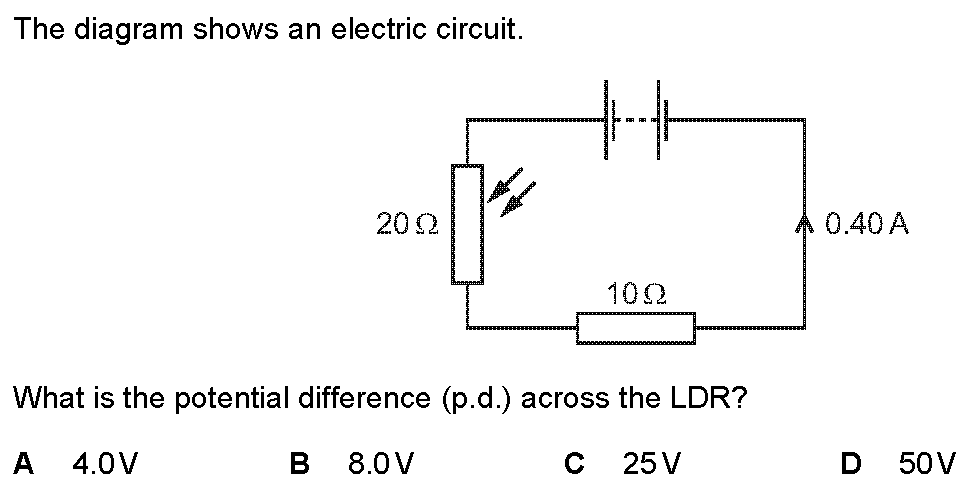 The diagram shows an electric circuit.
20 Ω
0.40 A
10 Ω
What is the potential difference (p.d.) across the LDR?
A 4.0 V B 8.0 V C 25 V D 50 V